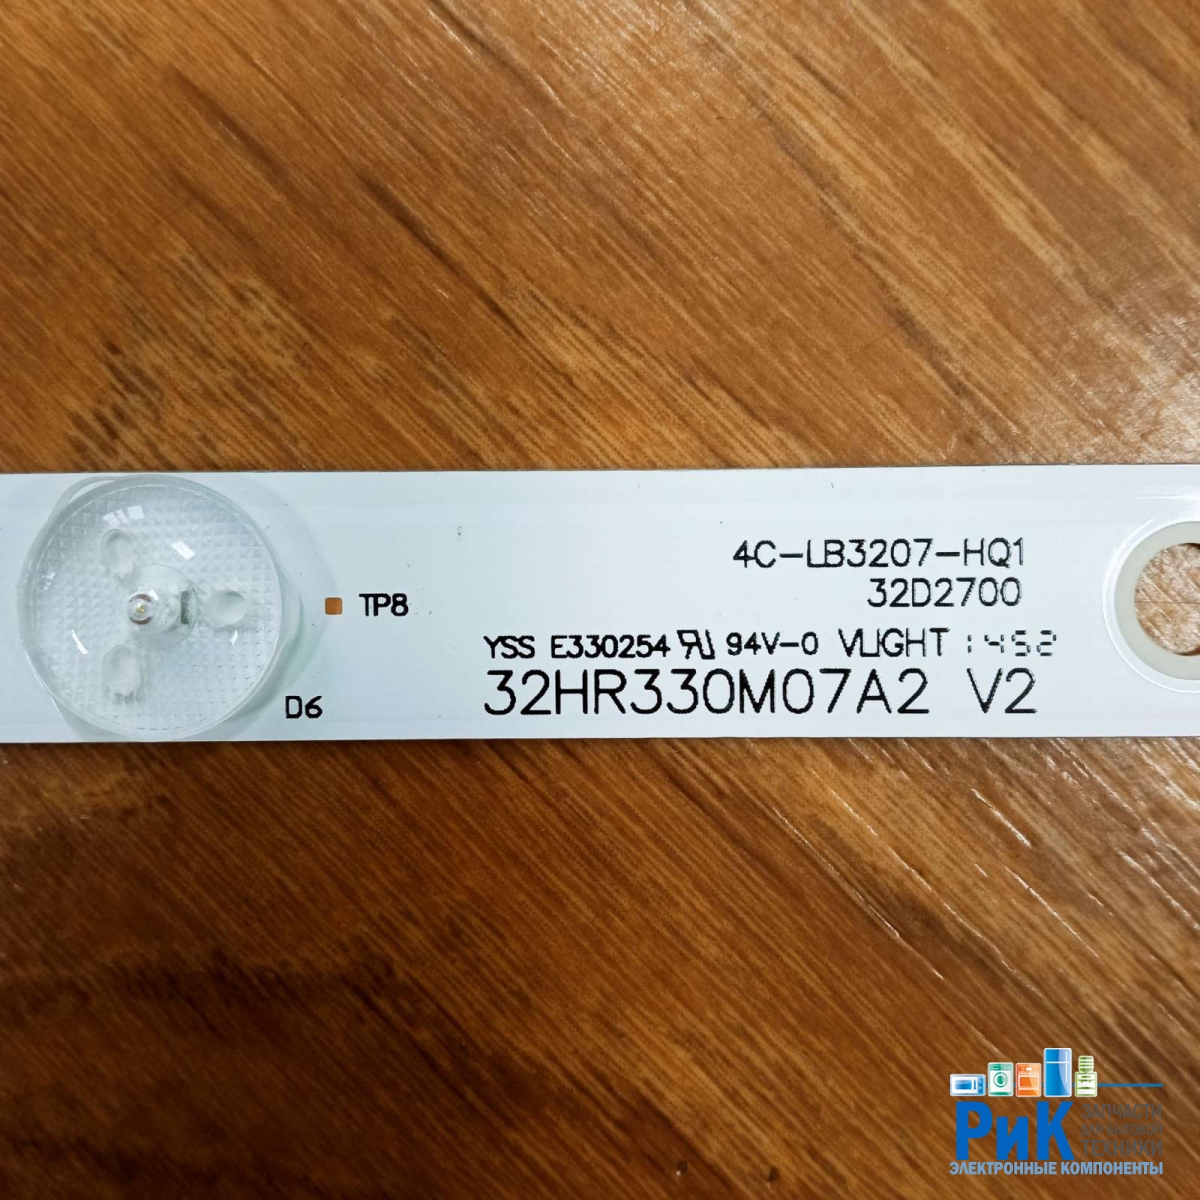 4C-LB3207-HQ1
32D2700
TP8
YSS E330254 94V-0 VLIGHT 1452
D6
32HR330M07A2 V2
РиК
ЗАПЧАСТИ
ДЛЯ БЫТОВОЙ
ТЕХНИКИ
ЭЛЕКТРОННЫЕ КОМПОНЕНТЫ